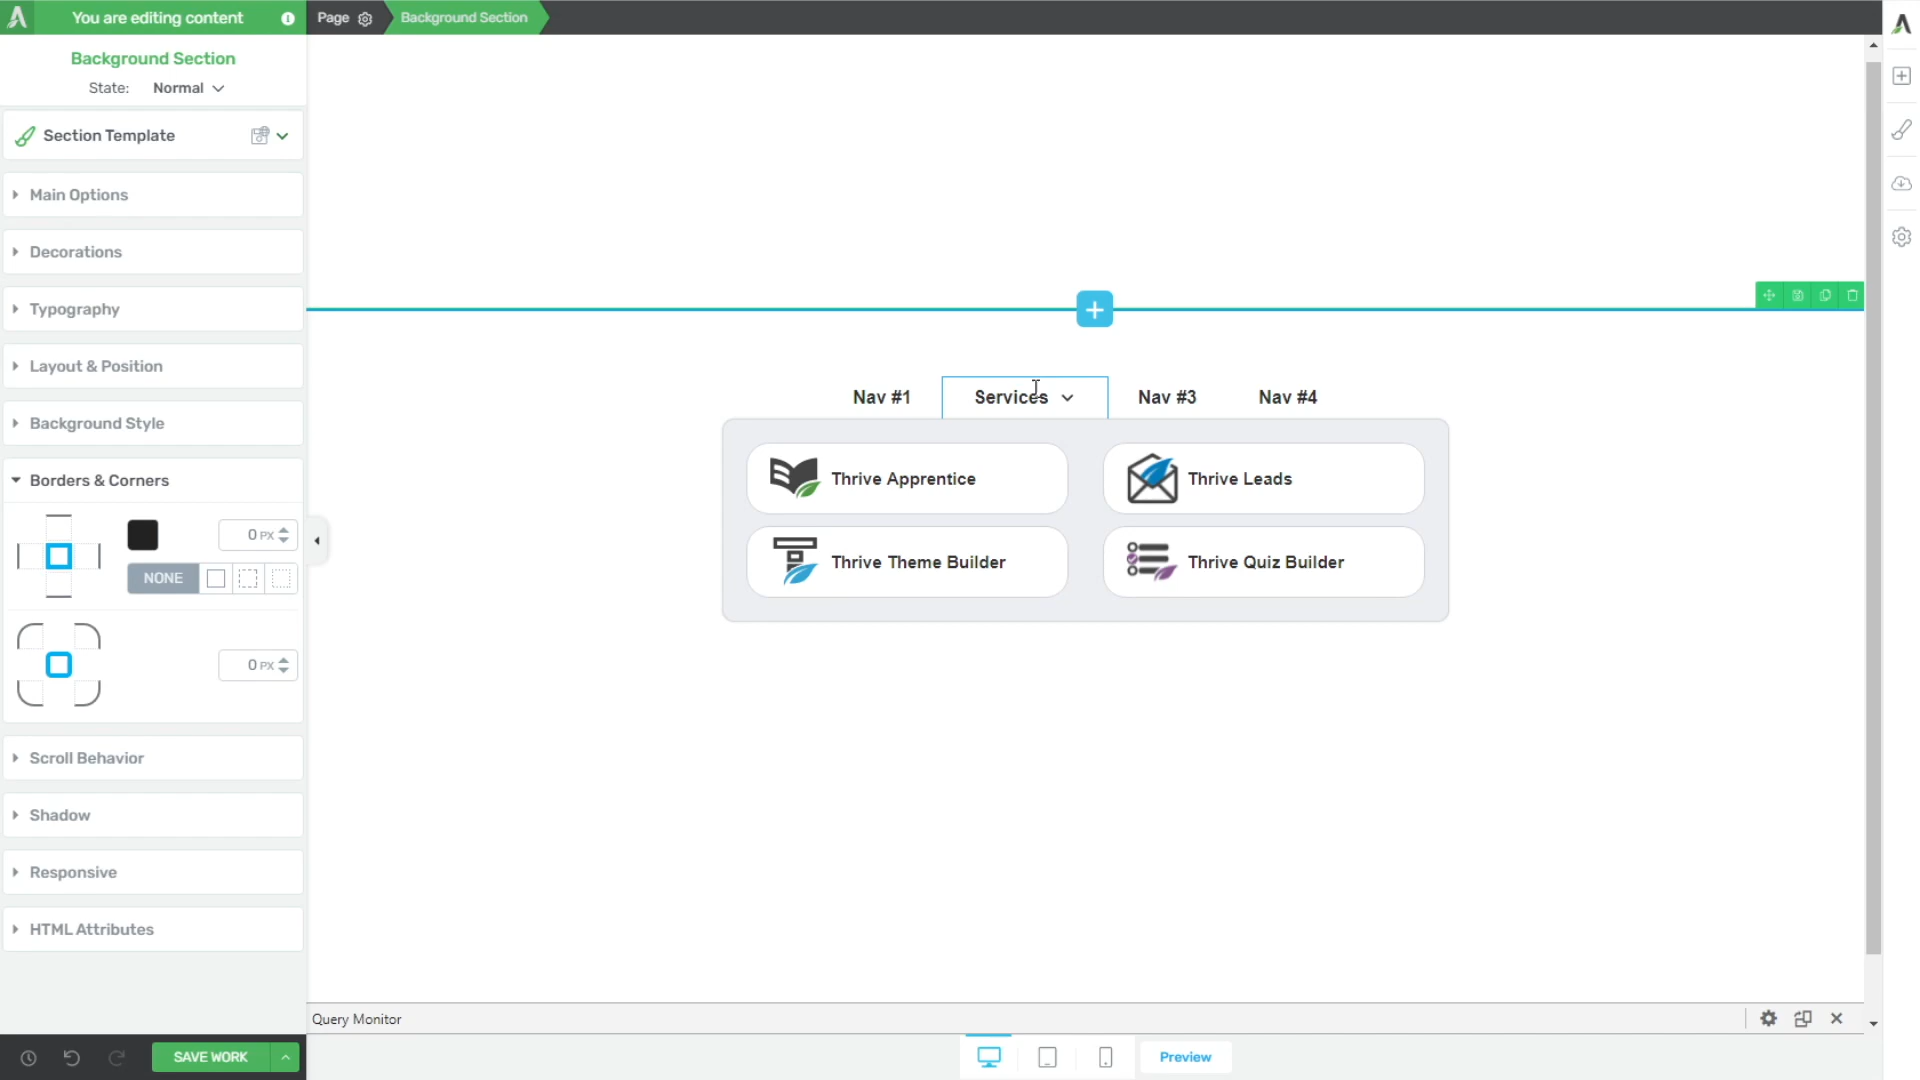 You are editing content
Page
Background Section
Background Section
State: Normal
Section Template
Main Options
Decorations
Typography
Layout & Position
Background Style
Borders & Corners
0 PX
NONE
0 PX
Scroll Behavior
Shadow
Responsive
HTML Attributes
SAVE WORK
Nav #1
Services
Nav #3
Nav #4
Thrive Apprentice
Thrive Leads
Thrive Theme Builder
Thrive Quiz Builder
Query Monitor
Preview